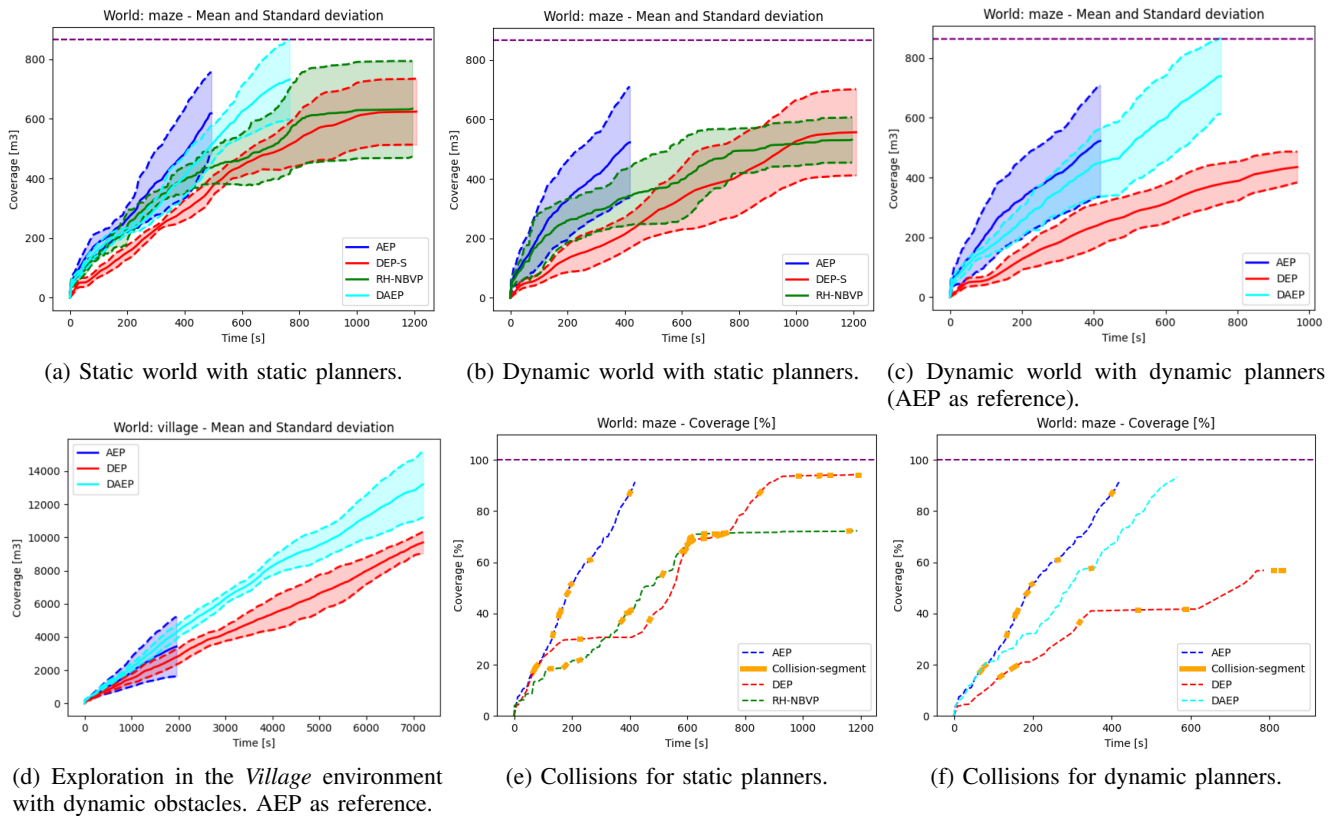 World: maze - Mean and Standard deviation
800
600
400
200
0
Coverage [m3]
0 200 400 600 800 1000 1200
Time [s]
AEP
DEP-S
RH-NBVP
DAEP
(a) Static world with static planners.
World: maze - Mean and Standard deviation
800
600
400
200
0
Coverage [m3]
0 200 400 600 800 1000 1200
Time [s]
AEP
DEP-S
RH-NBVP
(b) Dynamic world with static planners.
World: maze - Mean and Standard deviation
800
600
400
200
0
Coverage [m3]
0 200 400 600 800 1000
Time [s]
AEP
DEP
DAEP
(c) Dynamic world with dynamic planners
(AEP as reference).
World: village - Mean and Standard deviation
AEP
DEP
DAEP
14000
12000
10000
8000
6000
4000
2000
0
Coverage [m3]
0 1000 2000 3000 4000 5000 6000 7000
Time [s]
(d) Exploration in the Village environment
with dynamic obstacles. AEP as reference.
World: maze - Coverage [%]
100
80
60
40
20
0
Coverage [%]
0 200 400 600 800 1000 1200
Time [s]
AEP
Collision-segment
DEP
RH-NBVP
(e) Collisions for static planners.
World: maze - Coverage [%]
100
80
60
40
20
0
Coverage [%]
0 200 400 600 800
Time [s]
AEP
Collision-segment
DEP
DAEP
(f) Collisions for dynamic planners.